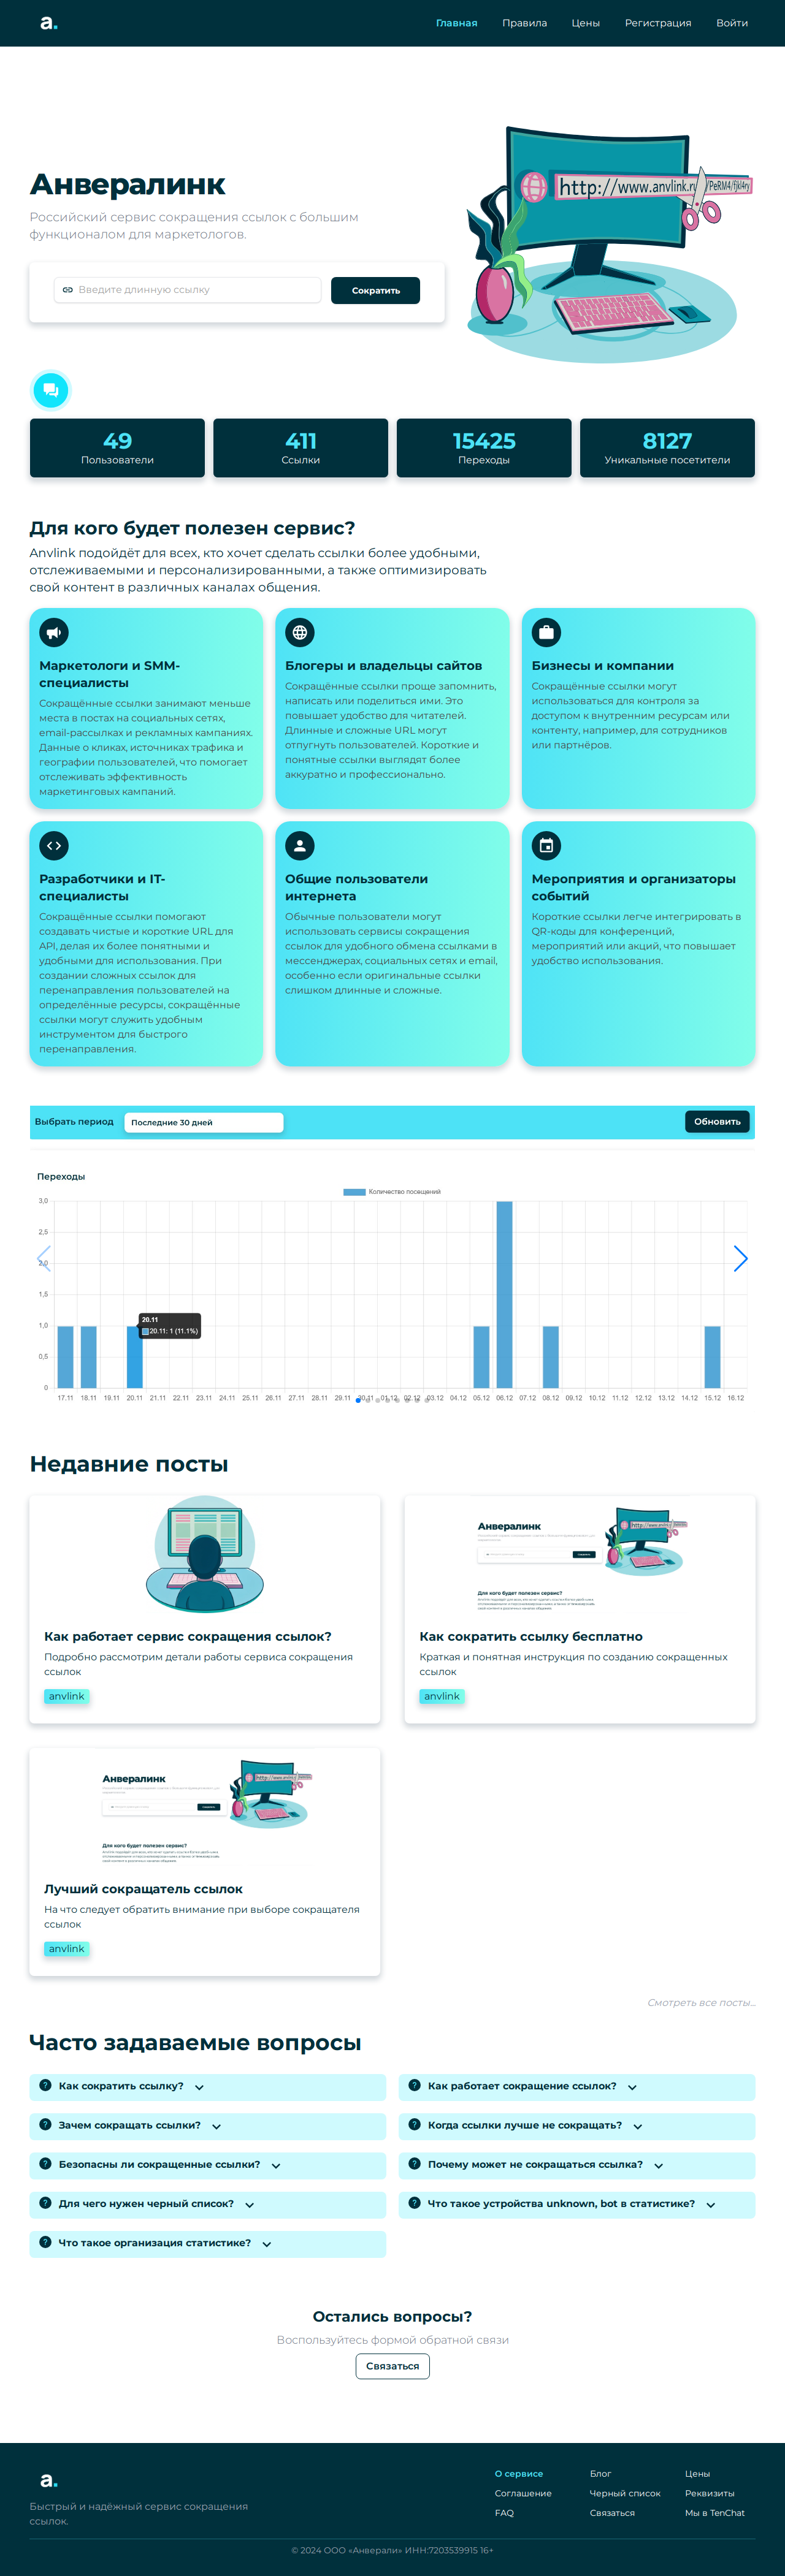 a.
Главная
Правила
Цены
Регистрация
Войти
Анвералинк
Российский сервис сокращения ссылок с большим
функционалом для маркетологов.
Введите длинную ссылку
Сократить
49
Пользователи
411
Ссылки
15425
Переходы
8127
Уникальные посетители
Для кого будет полезен сервис?
Anvlink подойдёт для всех, кто хочет сделать ссылки более удобными,
отслеживаемыми и персонализированными, а также оптимизировать
свой контент в различных каналах общения.
Маркетологи и SMM-
специалисты
Сокращённые ссылки занимают меньше
места в постах на социальных сетях,
email-рассылках и рекламных кампаниях.
Данные о кликах, источниках трафика и
географии пользователей, что помогает
отслеживать эффективность
маркетинговых кампаний.
Блогеры и владельцы сайтов
Сокращённые ссылки проще запомнить,
написать или поделиться ими. Это
повышает удобство для читателей.
Длинные и сложные URL могут
отпугнуть пользователей. Короткие и
понятные ссылки выглядят более
аккуратно и профессионально.
Бизнесы и компании
Сокращённые ссылки могут
использоваться для контроля за
доступом к внутренним ресурсам или
контенту, например, для сотрудников
или партнёров.
Разработчики и IT-
специалисты
Сокращённые ссылки помогают
создавать чистые и короткие URL для
API, делая их более понятными и
удобными для использования. При
создании сложных ссылок для
перенаправления пользователей на
определённые ресурсы, сокращённые
ссылки могут служить удобным
инструментом для быстрого
перенаправления.
Общие пользователи
интернета
Обычные пользователи могут
использовать сервисы сокращения
ссылок для удобного обмена ссылками в
мессенджерах, социальных сетях и email,
особенно если оригинальные ссылки
слишком длинные и сложные.
Мероприятия и организаторы
событий
Короткие ссылки легче интегрировать в
QR-коды для конференций,
мероприятий или акций, что повышает
удобство использования.
Выбрать период
Последние 30 дней
Обновить
Переходы
Количество посещений
3,0
2,5
2,0
1,5
1,0
0,5
0
20.11
20.11: 1 (11.1%)
17.11 18.11 19.11 20.11 21.11 22.11 23.11 24.11 25.11 26.11 27.11 28.11 29.11 30.11 01.12 02.12 03.12 04.12 05.12 06.12 07.12 08.12 09.12 10.12 11.12 12.12 13.12 14.12 15.12 16.12
Недавние посты
Как работает сервис сокращения ссылок?
Подробно рассмотрим детали работы сервиса сокращения
ссылок
anvlink
Анвералинк
Для кого будет полезен сервис?
Как сократить ссылку бесплатно
Краткая и понятная инструкция по созданию сокращенных
ссылок
anvlink
Анвералинк
Для кого будет полезен сервис?
Лучший сокращатель ссылок
На что следует обратить внимание при выборе сокращателя
ссылок
anvlink
Смотреть все посты...
Часто задаваемые вопросы
Как сократить ссылку?
Как работает сокращение ссылок?
Зачем сокращать ссылки?
Когда ссылки лучше не сокращать?
Безопасны ли сокращенные ссылки?
Почему может не сокращаться ссылка?
Для чего нужен черный список?
Что такое устройства unknown, bot в статистике?
Что такое организация статистике?
Остались вопросы?
Воспользуйтесь формой обратной связи
Связаться
a.
Быстрый и надёжный сервис сокращения
ссылок.
О сервисе
Блог
Цены
Соглашение
Черный список
Реквизиты
FAQ
Связаться
Мы в TenChat
© 2024 ООО «Анверали» ИНН:7203539915 16+